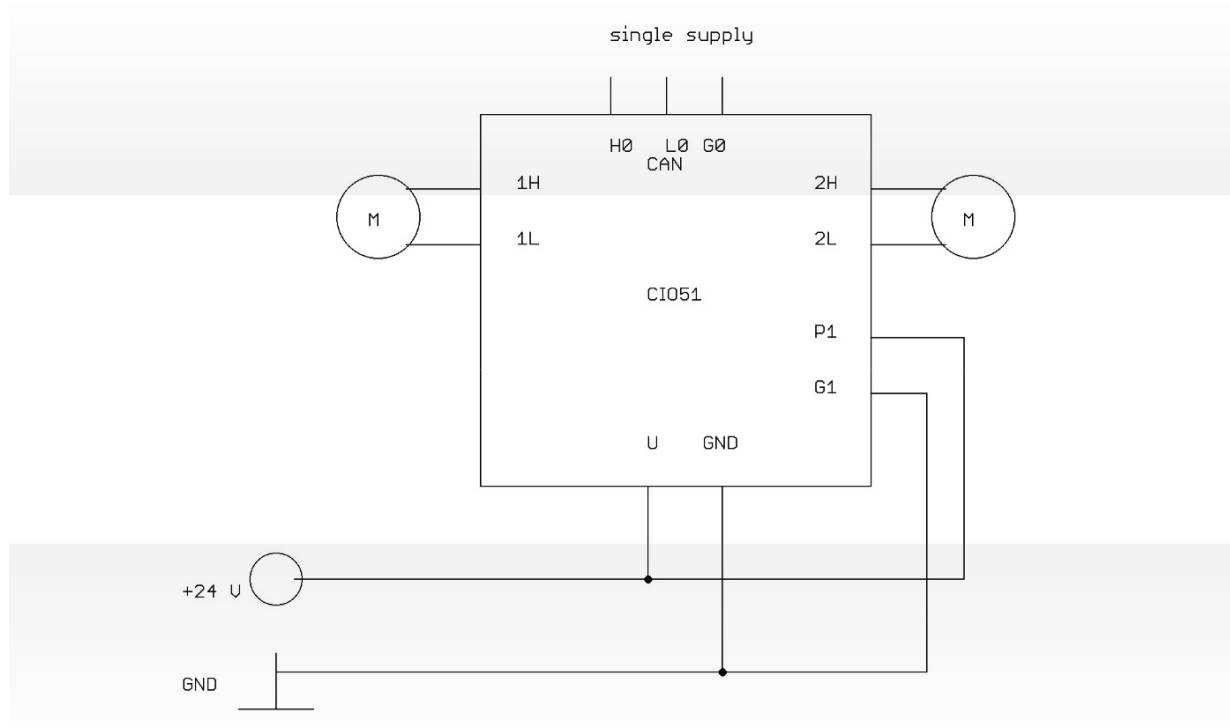 single supply
H0 L0 G0
CAN
1H 2H
M M
1L 2L
CIO51
P1
G1
U GND
+24 V
GND